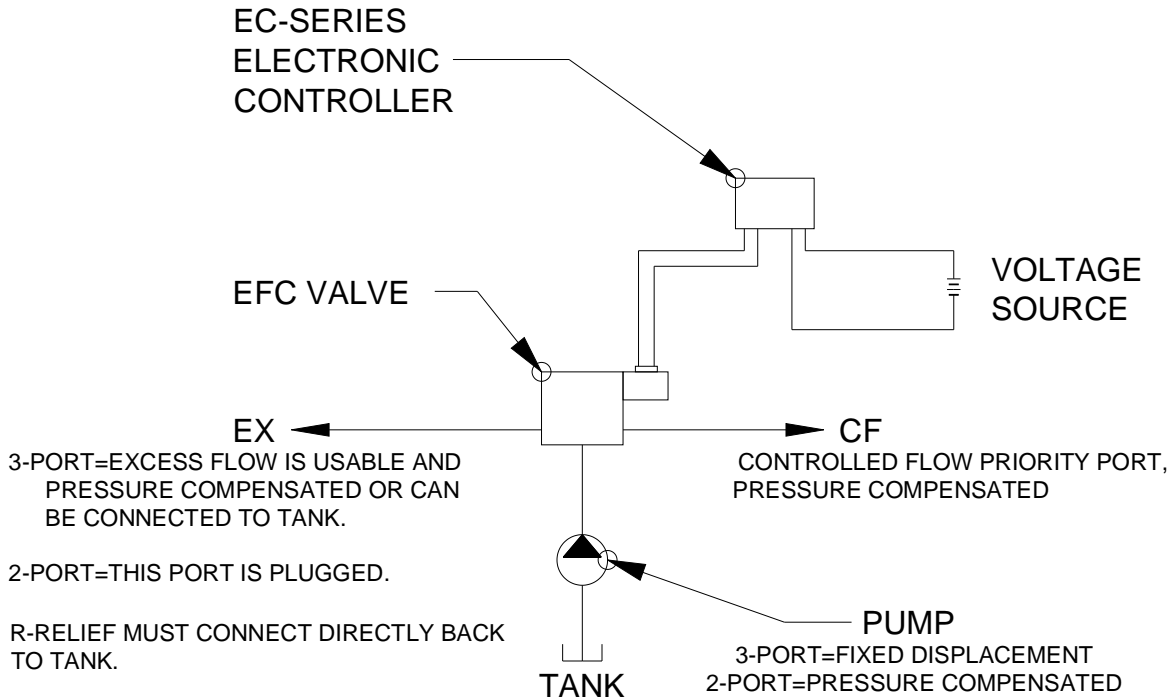 EC-SERIES
ELECTRONIC
CONTROLLER
VOLTAGE
SOURCE
EFC VALVE
EX
3-PORT=EXCESS FLOW IS USABLE AND
PRESSURE COMPENSATED OR CAN
BE CONNECTED TO TANK.
2-PORT=THIS PORT IS PLUGGED.
R-RELIEF MUST CONNECT DIRECTLY BACK
TO TANK.
CF
CONTROLLED FLOW PRIORITY PORT,
PRESSURE COMPENSATED
PUMP
3-PORT=FIXED DISPLACEMENT
2-PORT=PRESSURE COMPENSATED
TANK